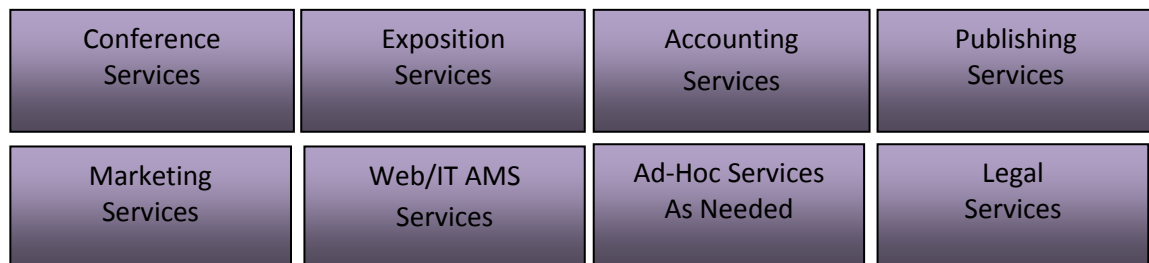 Conference
Services
Exposition
Services
Accounting
Services
Publishing
Services
Marketing
Services
Web/IT AMS
Services
Ad-Hoc Services
As Needed
Legal
Services